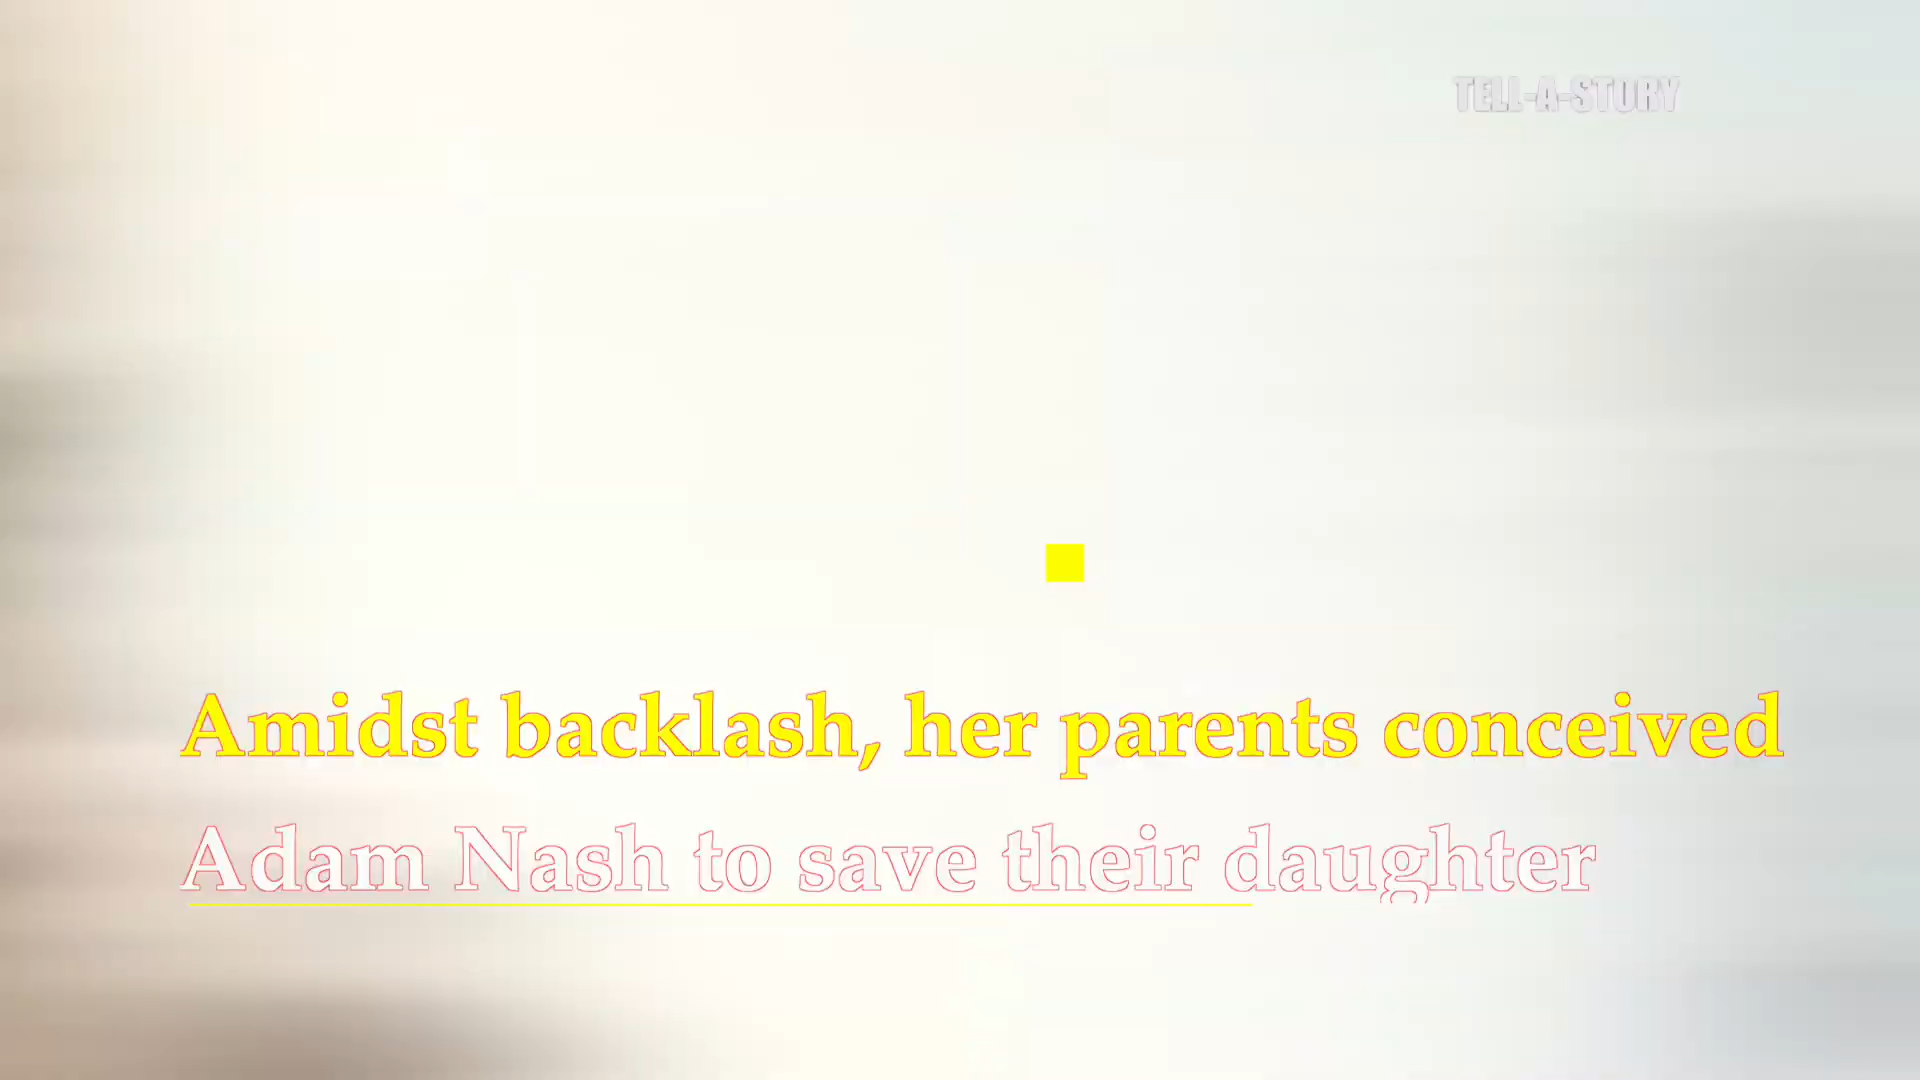 TELL-A-STORY
Amidst backlash, her parents conceived
Adam Nash to save their daughter